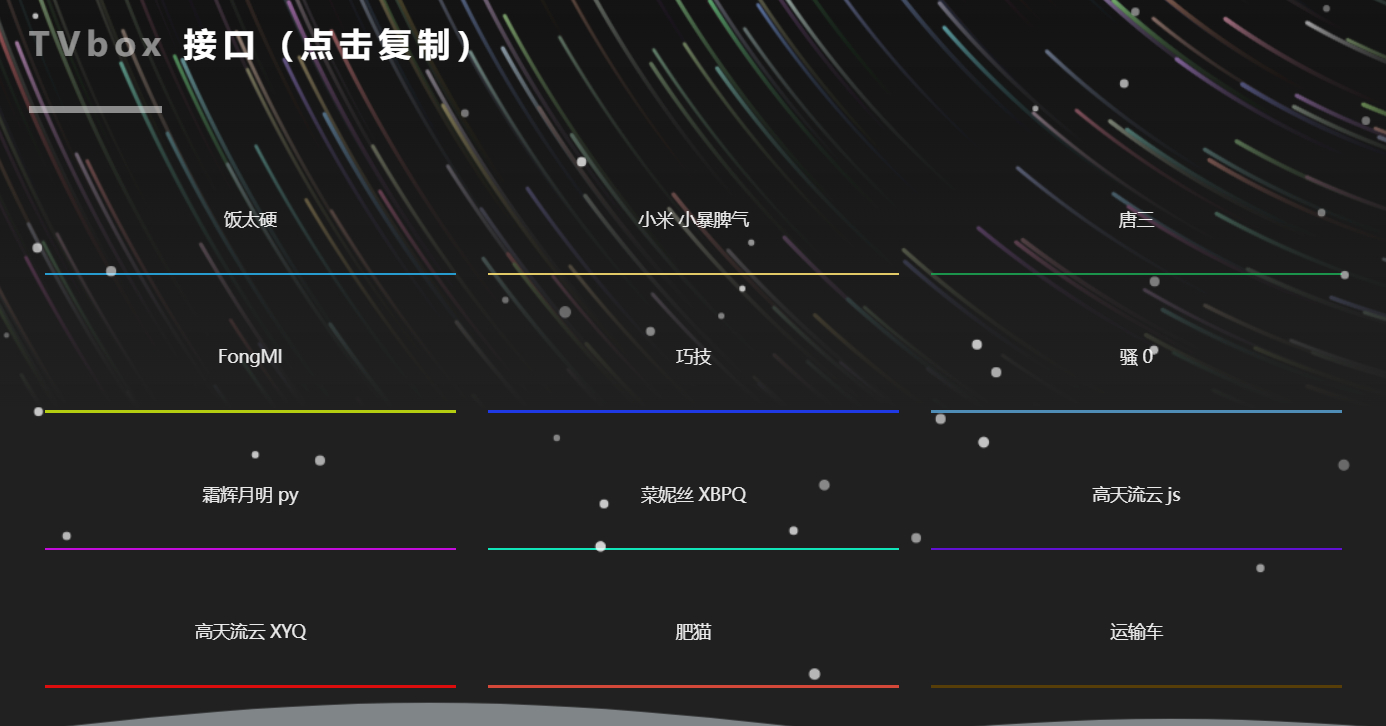 TVbox 接口（点击复制）
饭太硬
小米 小暴脾气
唐三
FongMI
巧技
骚 0
霜辉月明 py
菜妮丝 XBPQ
高天流云 js
高天流云 XYQ
肥猫
运输车